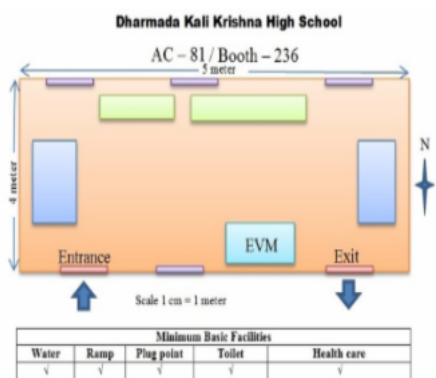 Dharmada Kali Krishna High School
AC – 81 / Booth – 236
5 meter
4 meter
N
EVM
Entrance
Exit
Scale 1 cm = 1 meter
Minimum Basic Facilities
Water Ramp Plug point Toilet Health care
√ √ √ √ √